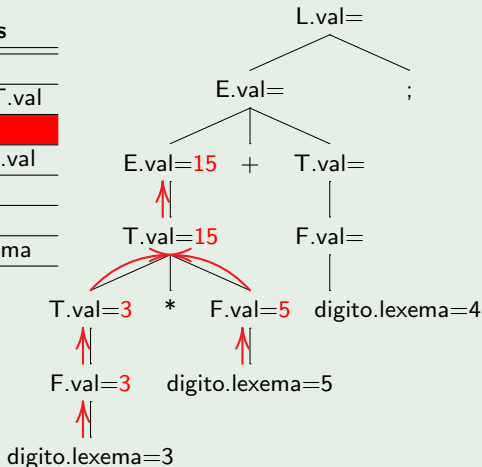 L.val=
E.val= ;
.val
E.val=15 + T.val=
.val
T.val=15 F.val=
T.val=3 * F.val=5 digito.lexema=4
F.val=3 digito.lexema=5
digito.lexema=3